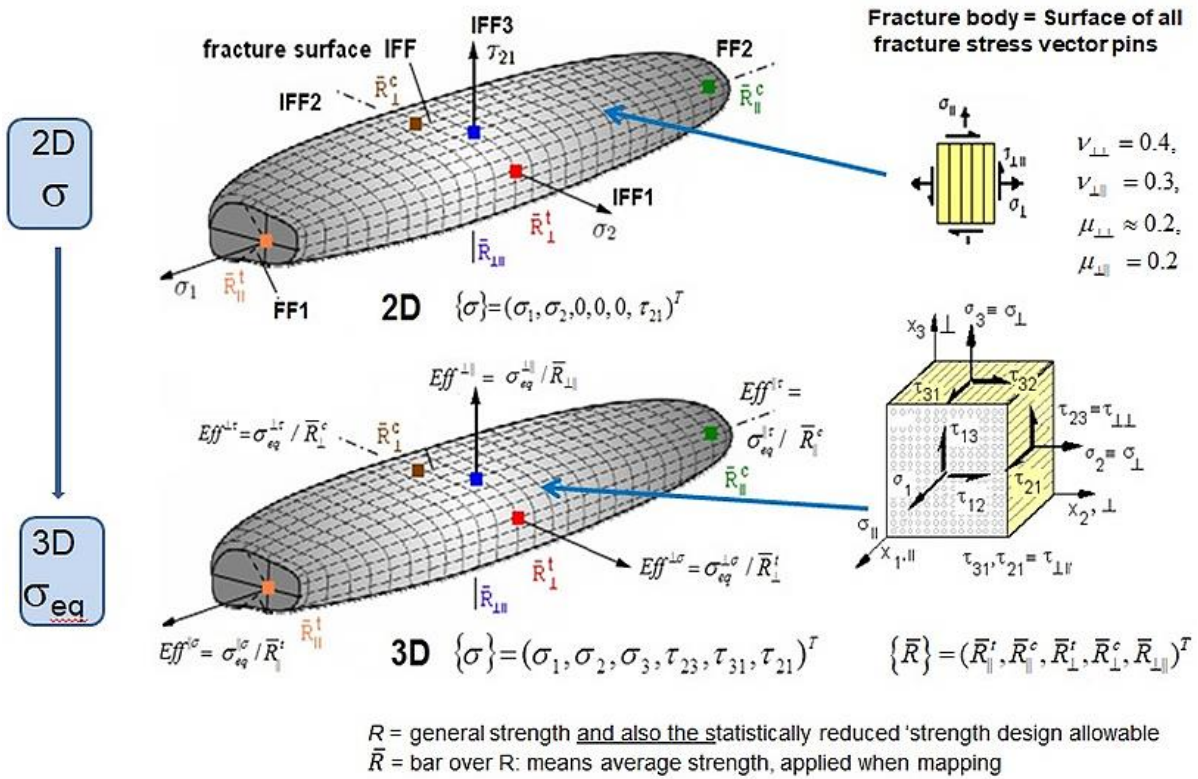 Fracture body = Surface of all
fracture stress vector pins
2D
σ
fracture surface IFF
IFF3
τ21
FF2
IFF2
R̄⊥ᶜ
R̄∥ᶜ
IFF1
R̄⊥ᵗ
σ2
R̄⊥∥
σ1
R̄∥ᵗ
FF1
2D {σ}=(σ1,σ2,0,0,0, τ21)ᵀ
σ∥
τ⊥∥
σ⊥
ν⊥⊥ = 0.4,
ν⊥∥ = 0.3,
μ⊥⊥ ≈ 0.2,
μ⊥∥ = 0.2
3D
σeq
Eff⊥∥ = σeq⊥∥ / R̄⊥∥
Eff∥τ =
σeq∥τ / R̄∥ᶜ
Eff⊥τ = σeq⊥τ / R̄⊥ᶜ
R̄⊥ᶜ
R̄∥ᶜ
R̄⊥ᵗ
Eff⊥σ = σeq⊥σ / R̄⊥ᵗ
R̄⊥∥
R̄∥ᵗ
Eff∥σ = σeq∥σ / R̄∥ᵗ
σ3≡ σ⊥
x3 ⊥
τ31
τ32
τ23≡τ⊥⊥
τ13
σ2≡σ⊥
σ1
τ12
τ21
x2, ⊥
σ∥
x1,∥
τ31,τ21≡ τ⊥∥
3D {σ}=(σ1,σ2,σ3,τ23,τ31,τ21)ᵀ
{R̄}=(R̄∥ᵗ,R̄∥ᶜ,R̄⊥ᵗ,R̄⊥ᶜ,R̄⊥∥)ᵀ
R = general strength and also the statistically reduced 'strength design allowable
R̄ = bar over R: means average strength, applied when mapping